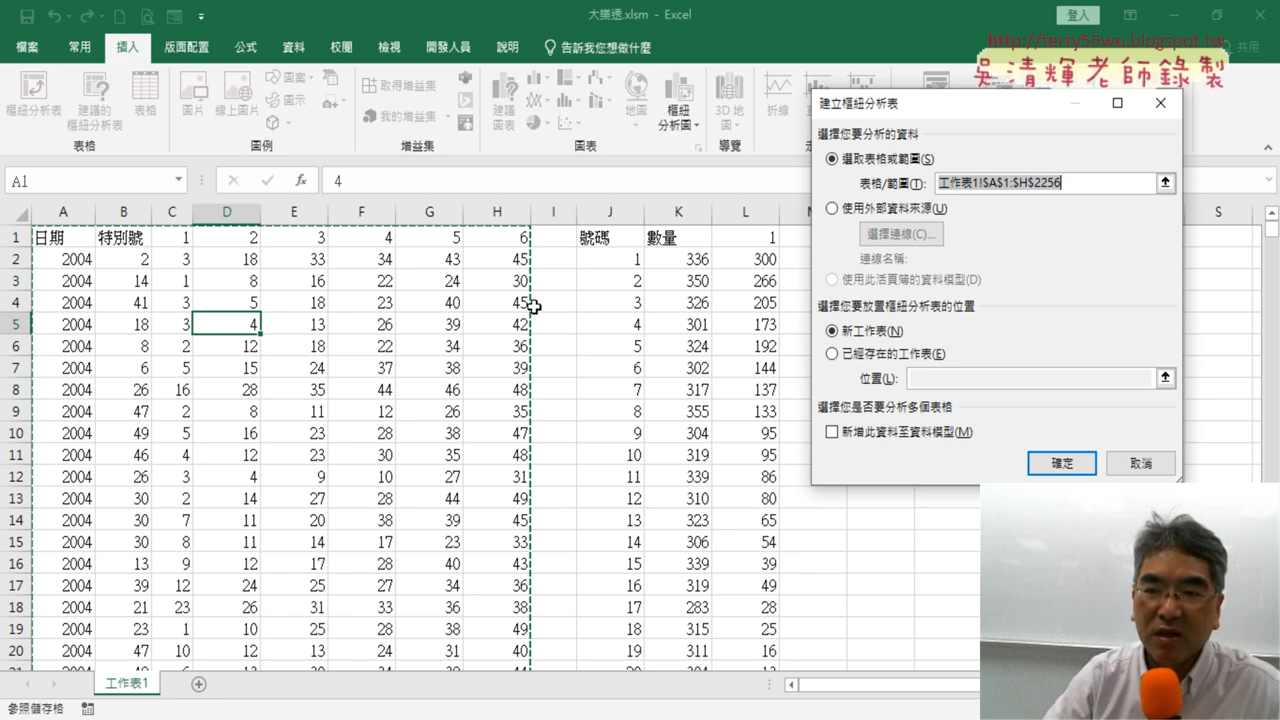 大樂透.xlsm - Excel
登入
檔案 常用 插入 版面配置 公式 資料 校閱 檢視 開發人員 說明 告訴我您想做什麼 共用
http://terry55wu.blogspot.tw
吳清輝老師錄製
樞紐分析表 建議的樞紐分析表 表格 圖片 線上圖片 圖案 圖示 取得增益集 我的增益集 建議圖表 地圖 樞紐分析圖 3D 地圖 折線
表格 圖例 增益集 圖表 導覽
A1 fx 4
A B C D E F G H I J K L S
1 日期 特別號 1 2 3 4 5 6 號碼 數量 1
2 2004 2 3 18 33 34 43 45 1 336 300
3 2004 14 1 8 16 22 24 30 2 350 266
4 2004 41 3 5 18 23 40 45 3 326 205
5 2004 18 3 4 13 26 39 42 4 301 173
6 2004 8 2 12 18 22 34 36 5 324 192
7 2004 6 5 15 24 37 38 39 6 302 144
8 2004 26 16 28 35 44 46 48 7 317 137
9 2004 47 2 8 11 12 26 35 8 355 133
10 2004 49 5 16 23 28 38 47 9 304 95
11 2004 46 4 12 23 30 35 48 10 319 95
12 2004 26 3 4 9 10 27 31 11 339 86
13 2004 30 2 14 27 28 44 49 12 310 80
14 2004 30 7 11 20 38 39 45 13 323 65
15 2004 30 8 11 14 17 23 33 14 306 54
16 2004 13 9 12 17 28 40 43 15 339 39
17 2004 39 12 24 25 27 34 36 16 319 49
18 2004 21 23 26 31 33 36 38 17 283 28
19 2004 23 1 10 25 28 38 49 18 315 25
20 2004 47 10 12 13 24 31 40 19 311 16
工作表1
參照儲存格
建立樞紐分析表
選擇您要分析的資料
選取表格或範圍(S)
表格/範圍(T): 工作表1!$A$1:$H$2256
使用外部資料來源(U)
選擇連線(C)...
連線名稱:
使用此活頁簿的資料模型(D)
選擇您要放置樞紐分析表的位置
新工作表(N)
已經存在的工作表(E)
位置(L):
選擇您是否要分析多個表格
新增此資料至資料模型(M)
確定 取消